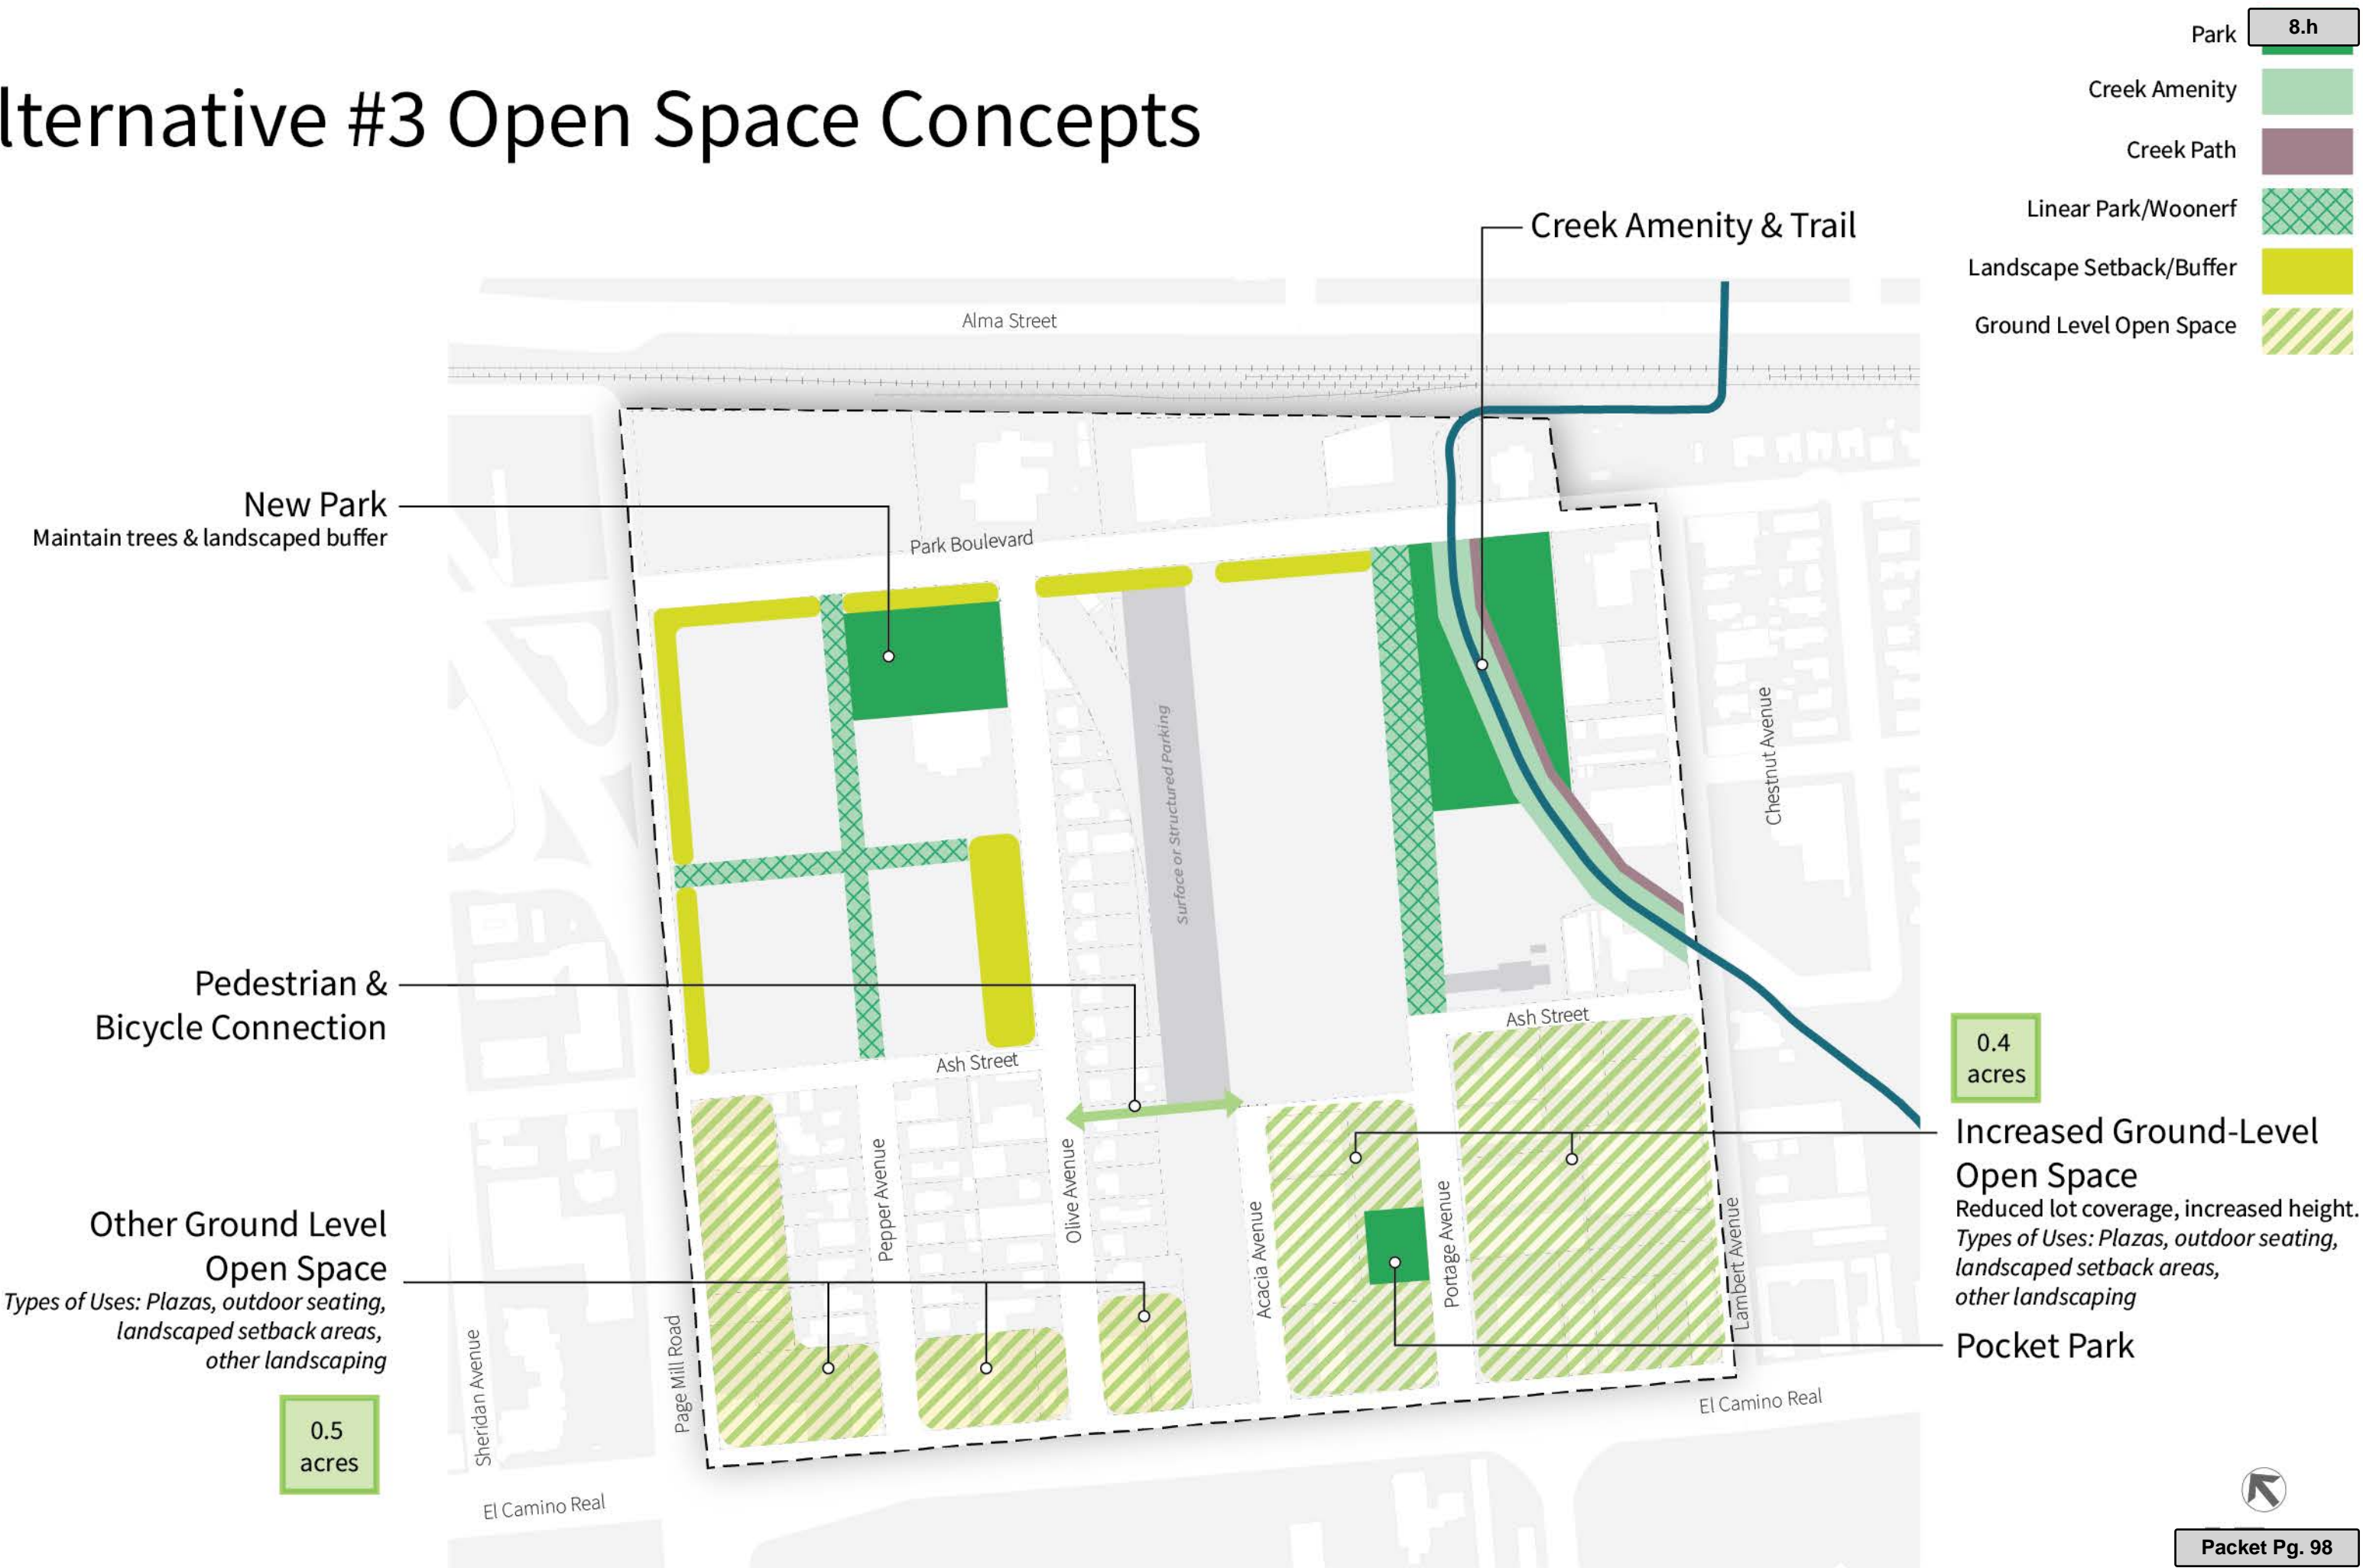 8.h
Park
Creek Amenity
Creek Path
Linear Park/Woonerf
Landscape Setback/Buffer
Ground Level Open Space
lternative #3 Open Space Concepts
Creek Amenity & Trail
Alma Street
New Park
Maintain trees & landscaped buffer
Park Boulevard
Surface or Structured Parking
Chestnut Avenue
Pedestrian &
Bicycle Connection
Ash Street
Ash Street
0.4
acres
Increased Ground-Level
Open Space
Reduced lot coverage, increased height.
Types of Uses: Plazas, outdoor seating,
landscaped setback areas,
other landscaping
Pocket Park
Other Ground Level
Open Space
Types of Uses: Plazas, outdoor seating,
landscaped setback areas,
other landscaping
0.5
acres
Sheridan Avenue
Page Mill Road
Pepper Avenue
Olive Avenue
Acacia Avenue
Portage Avenue
Lambert Avenue
El Camino Real
El Camino Real
Packet Pg. 98